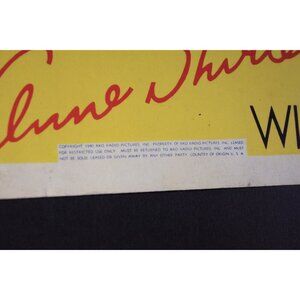 Anne Shirle
WI
COPYRIGHT 1940 RKO RADIO PICTURES, INC. PROPERTY OF RKO RADIO PICTURES, INC. LEASED
FOR RESTRICTED USE ONLY. MUST BE RETURNED TO RKO RADIO PICTURES, INC. AND MUST
NOT BE SOLD, LEASED OR GIVEN AWAY BY ANY OTHER PARTY. COUNTRY OF ORIGIN U. S. A.